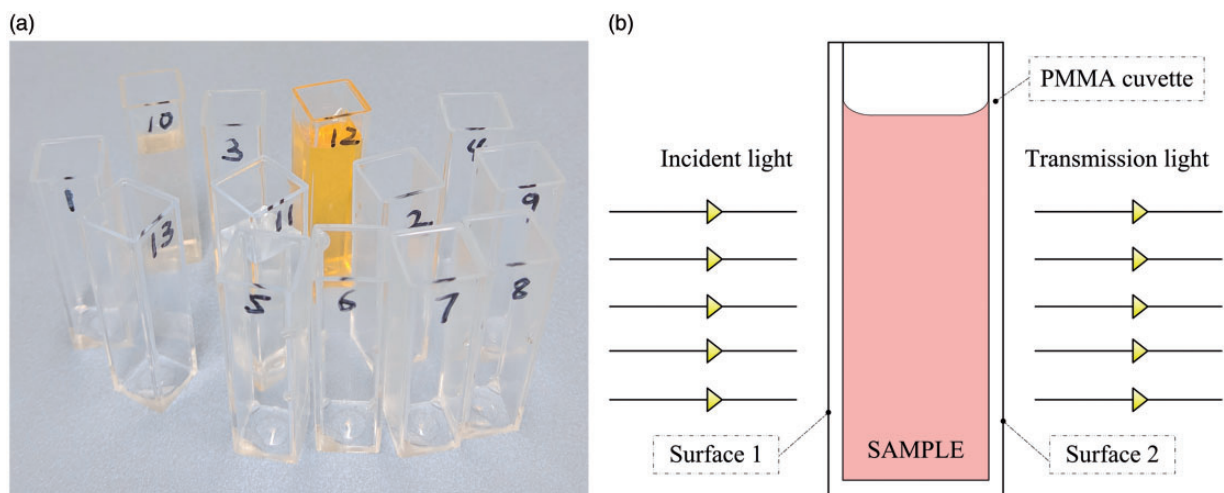 (a)
10
3
12
4
1
13
11
2
9
5
6
7
8
(b)
PMMA cuvette
Incident light
Transmission light
Surface 1
SAMPLE
Surface 2